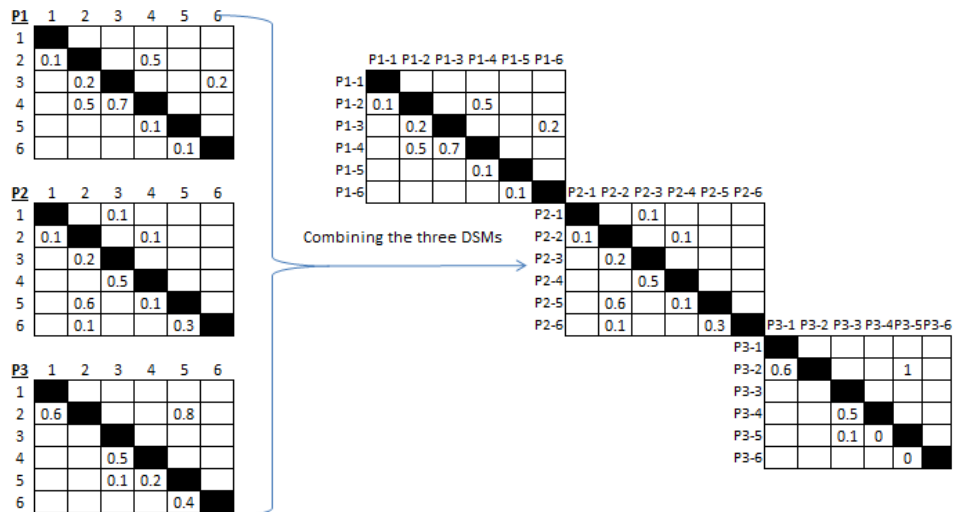 P1 1 2 3 4 5 6
1
2 0.1 0.5
3 0.2 0.2
4 0.5 0.7
5 0.1
6 0.1
P2 1 2 3 4 5 6
1 0.1
2 0.1 0.1
3 0.2
4 0.5
5 0.6 0.1
6 0.1 0.3
P3 1 2 3 4 5 6
1
2 0.6 0.8
3
4 0.5
5 0.1 0.2
6 0.4
Combining the three DSMs
P1-1 P1-2 P1-3 P1-4 P1-5 P1-6
P1-1
P1-2 0.1 0.5
P1-3 0.2 0.2
P1-4 0.5 0.7
P1-5 0.1
P1-6 0.1
P2-1 P2-2 P2-3 P2-4 P2-5 P2-6
P2-1 0.1
P2-2 0.1 0.1
P2-3 0.2
P2-4 0.5
P2-5 0.6 0.1
P2-6 0.1 0.3
P3-1 P3-2 P3-3 P3-4 P3-5 P3-6
P3-1
P3-2 0.6 1
P3-3
P3-4 0.5
P3-5 0.1 0
P3-6 0